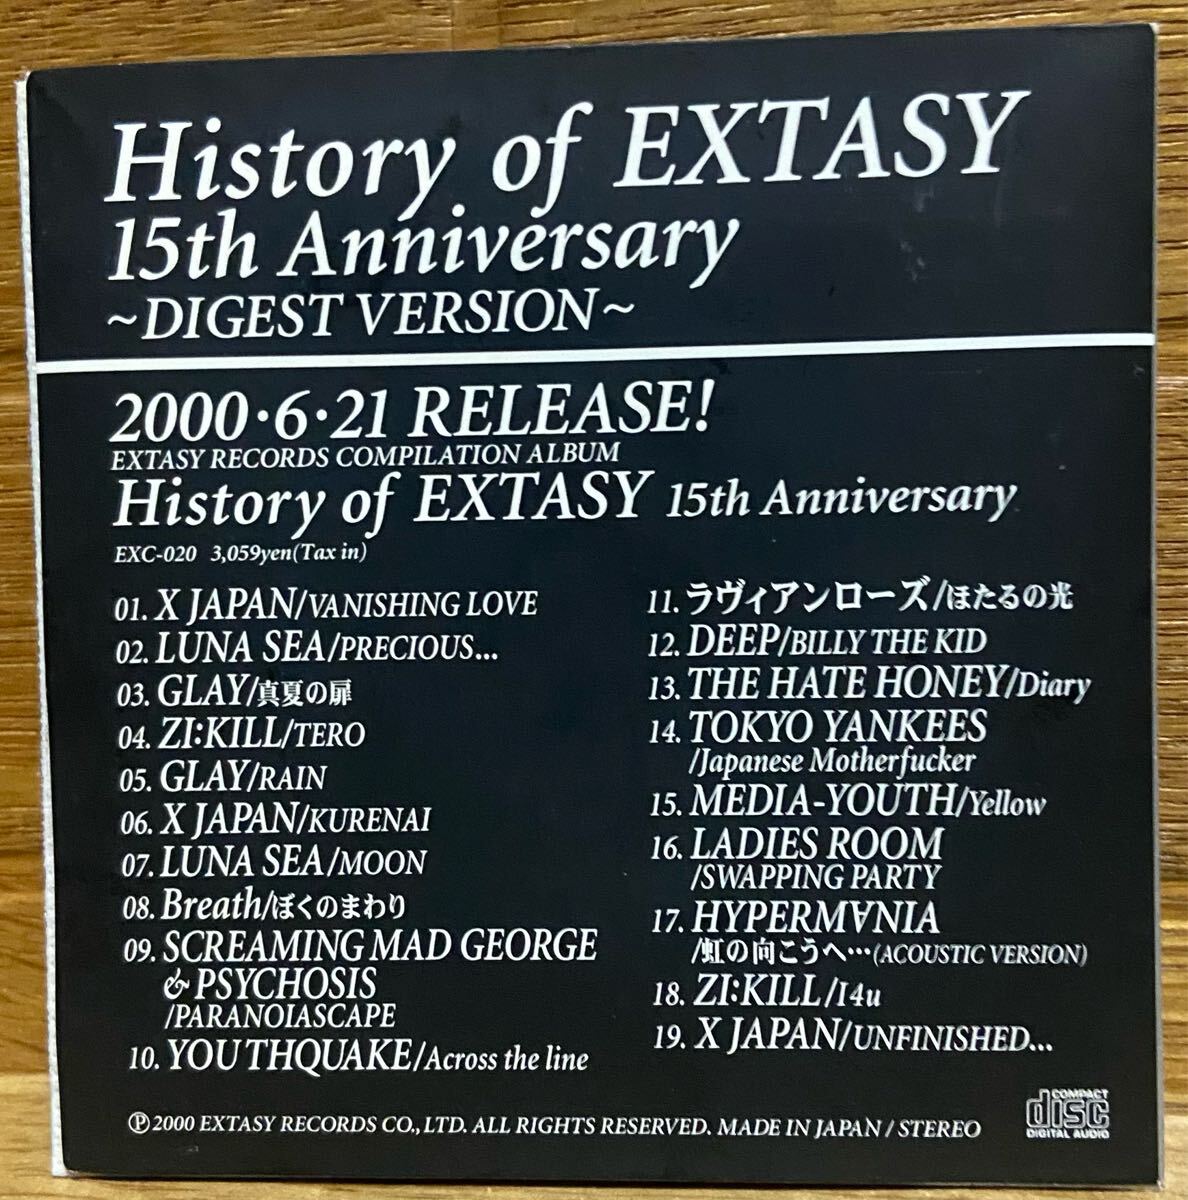 History of EXTASY
15th Anniversary
~DIGEST VERSION~
2000·6·21 RELEASE!
EXTASY RECORDS COMPILATION ALBUM
History of EXTASY 15th Anniversary
EXC-020 3,059yen(Tax in)
01. X JAPAN/VANISHING LOVE
02. LUNA SEA/PRECIOUS...
03. GLAY/真夏の扉
04. ZI:KILL/TERO
05. GLAY/RAIN
06. X JAPAN/KURENAI
07. LUNA SEA/MOON
08. Breath/ぼくのまわり
09. SCREAMING MAD GEORGE
& PSYCHOSIS
/PARANOIASCAPE
10. YOUTHQUAKE/Across the line
11. ラヴィアンローズ/ほたるの光
12. DEEP/BILLY THE KID
13. THE HATE HONEY/Diary
14. TOKYO YANKEES
/Japanese Motherfucker
15. MEDIA-YOUTH/Yellow
16. LADIES ROOM
/SWAPPING PARTY
17. HYPERM∀NIA
/虹の向こうへ…(ACOUSTIC VERSION)
18. ZI:KILL/I4u
19. X JAPAN/UNFINISHED...
℗2000 EXTASY RECORDS CO., LTD. ALL RIGHTS RESERVED. MADE IN JAPAN / STEREO
COMPACT
disc
DIGITAL AUDIO